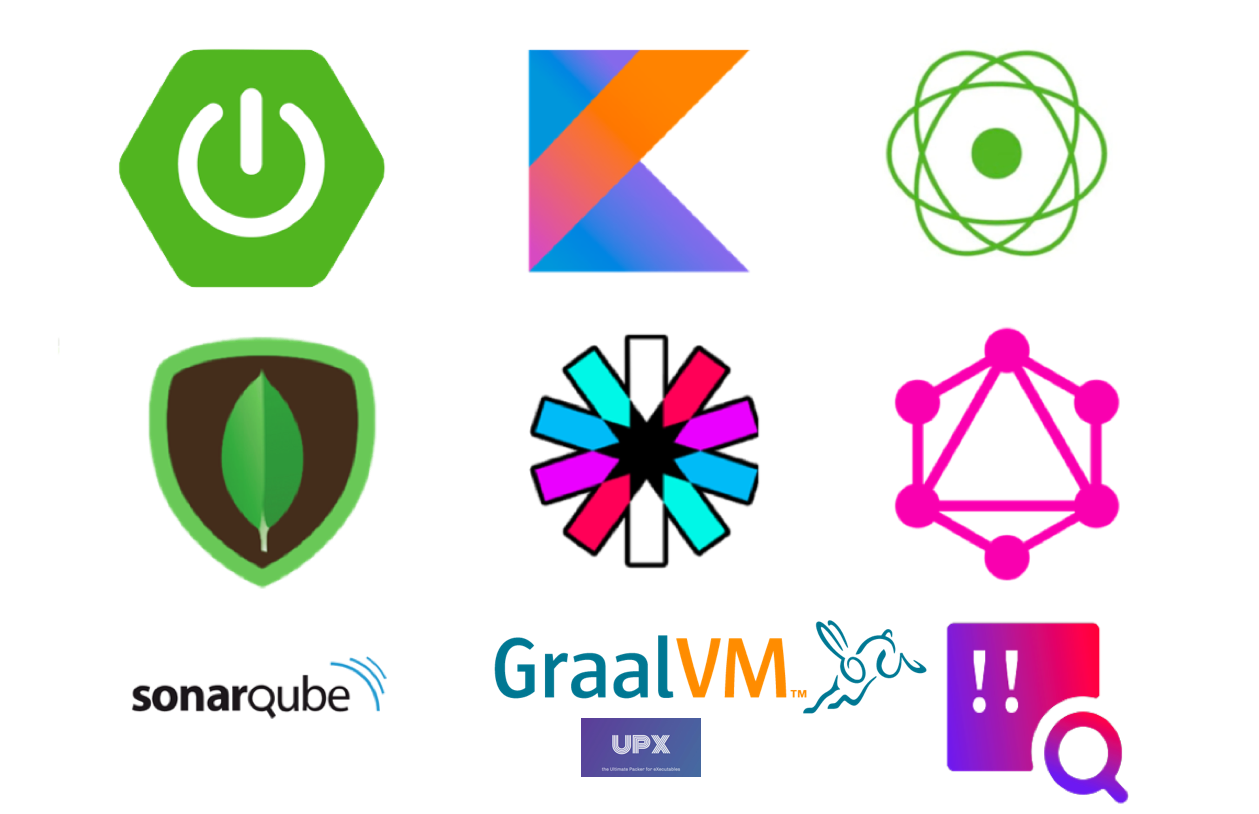 sonarqube
GraalVM™
UPX
the Ultimate Packer for eXecutables
!!